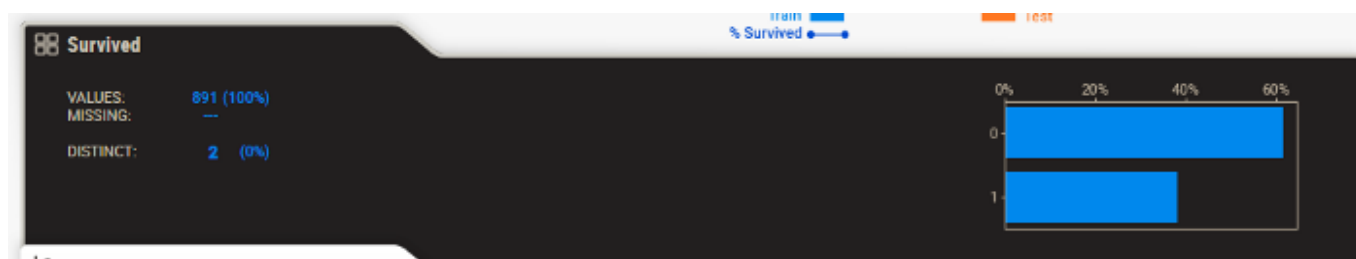 Train Test
% Survived
Survived
VALUES: 891 (100%)
MISSING: ---
DISTINCT: 2 (0%)
0% 20% 40% 60%
0
1